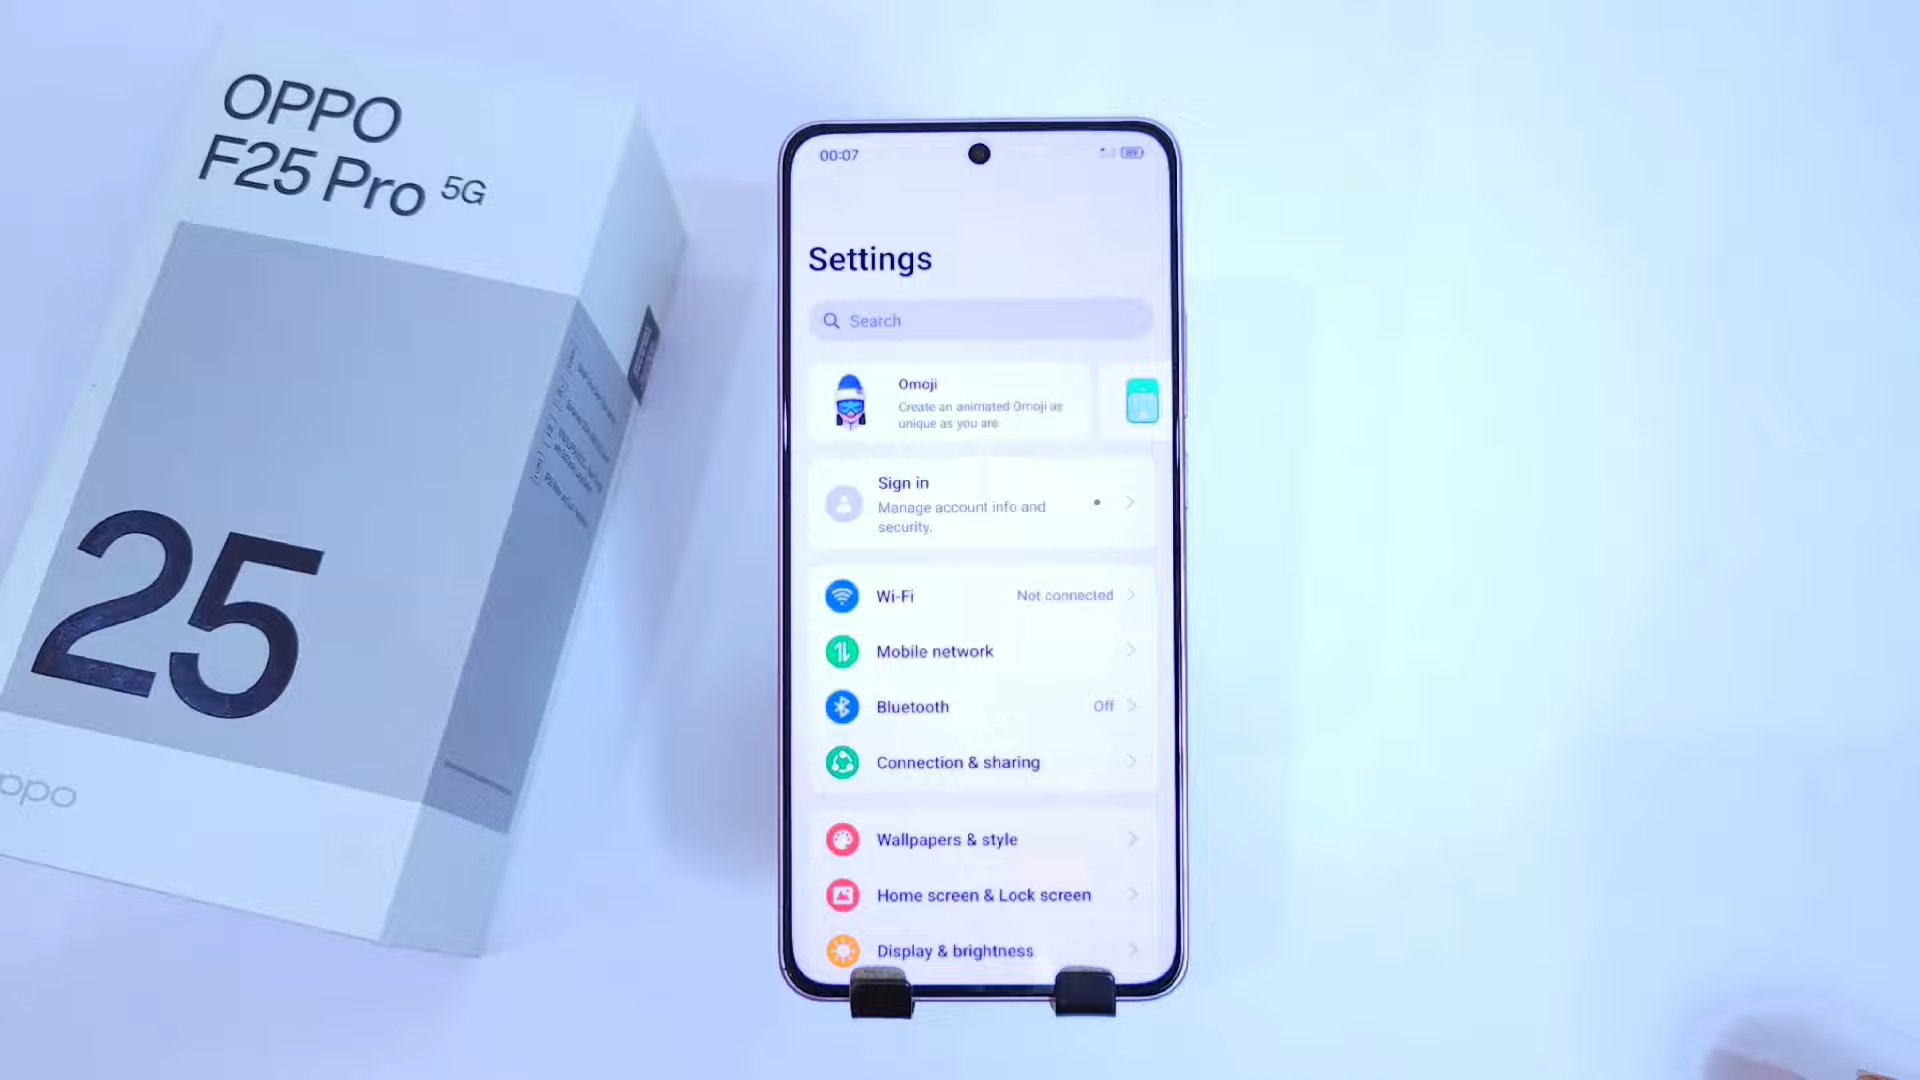 OPPO
F25 Pro 5G
25
oppo
00:07
89
Settings
Search
Omoji
Create an animated Omoji as
unique as you are.
Sign in
Manage account info and
security.
Wi-Fi
Not connected
Mobile network
Bluetooth
Off
Connection & sharing
Wallpapers & style
Home screen & Lock screen
Display & brightness